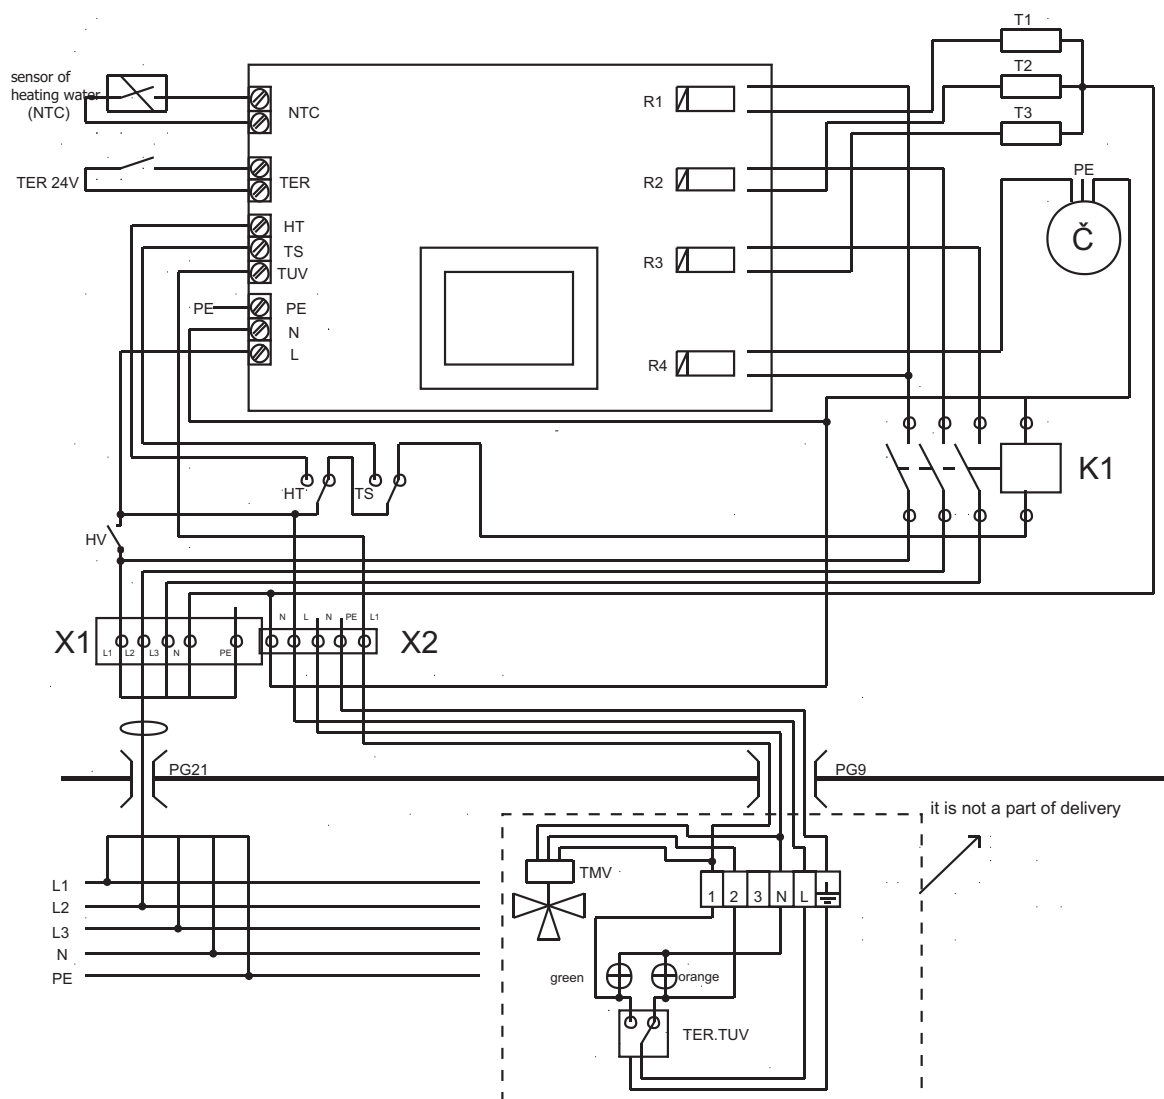 T1
sensor of
heating water
(NTC)
NTC
R1
T2
T3
TER 24V
TER
R2
PE
Č
HT
TS
TUV
R3
PE
PE
N
L
R4
HT
TS
K1
HV
N
L
N
PE
L1
X1
L1
L2
L3
N
PE
X2
PG21
PG9
it is not a part of delivery
TMV
L1
L2
L3
N
PE
1
2
3
N
L
green
orange
TER.TUV